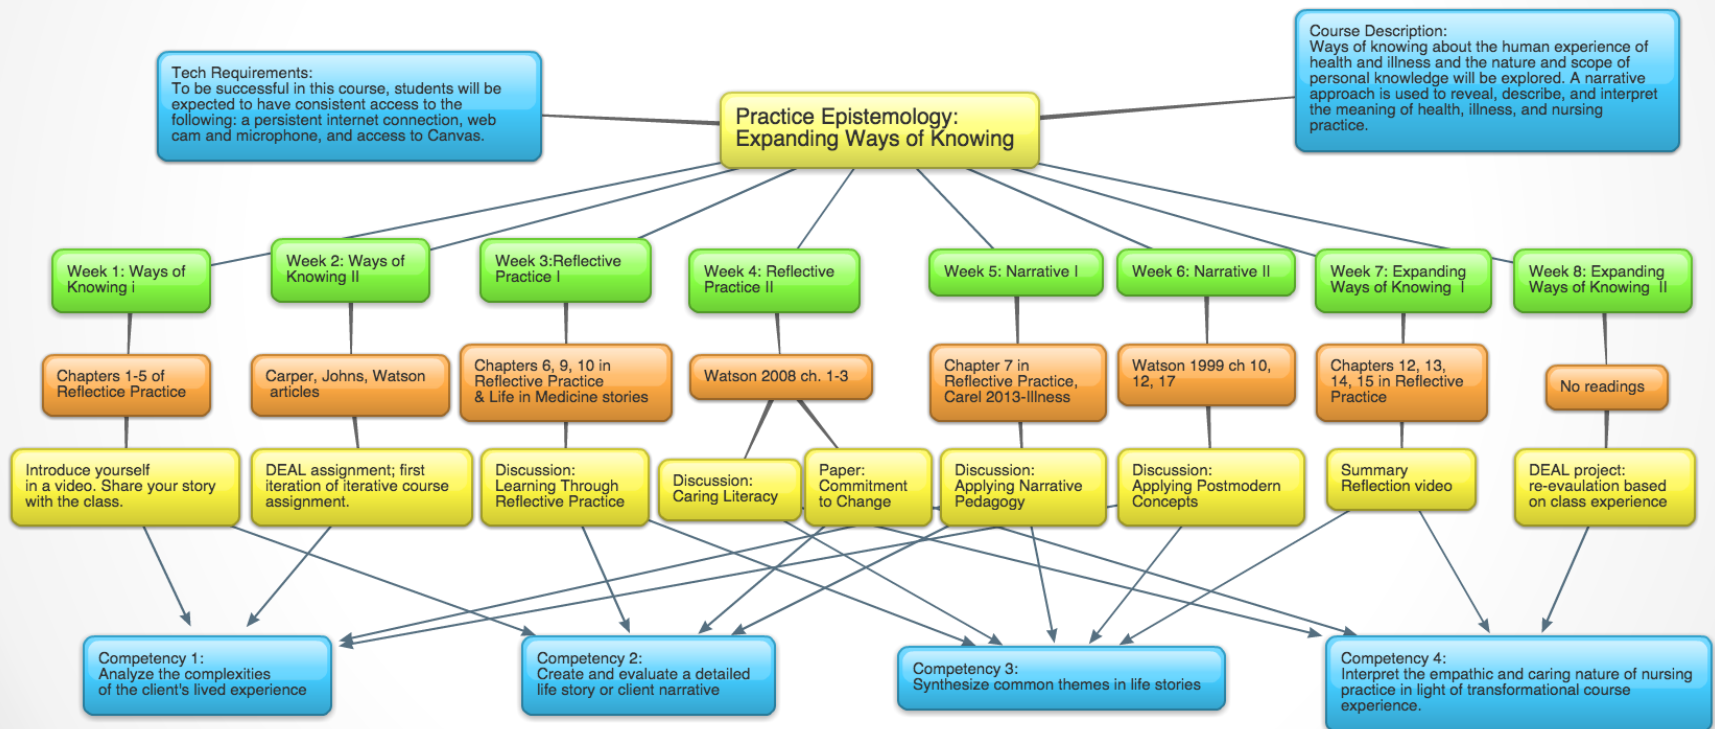 Tech Requirements:
To be successful in this course, students will be
expected to have consistent access to the
following: a persistent internet connection, web
cam and microphone, and access to Canvas.
Practice Epistemology:
Expanding Ways of Knowing
Course Description:
Ways of knowing about the human experience of
health and illness and the nature and scope of
personal knowledge will be explored. A narrative
approach is used to reveal, describe, and interpret
the meaning of health, illness, and nursing
practice.
Week 1: Ways of
Knowing i
Week 2: Ways of
Knowing II
Week 3:Reflective
Practice I
Week 4: Reflective
Practice II
Week 5: Narrative I
Week 6: Narrative II
Week 7: Expanding
Ways of Knowing I
Week 8: Expanding
Ways of Knowing II
Chapters 1-5 of
Reflectice Practice
Carper, Johns, Watson
articles
Chapters 6, 9, 10 in
Reflective Practice
& Life in Medicine stories
Watson 2008 ch. 1-3
Chapter 7 in
Reflective Practice,
Carel 2013-Illness
Watson 1999 ch 10,
12, 17
Chapters 12, 13,
14, 15 in Reflective
Practice
No readings
Introduce yourself
in a video. Share your story
with the class.
DEAL assignment; first
iteration of iterative course
assignment.
Discussion:
Learning Through
Reflective Practice
Discussion:
Caring Literacy
Paper:
Commitment
to Change
Discussion:
Applying Narrative
Pedagogy
Discussion:
Applying Postmodern
Concepts
Summary
Reflection video
DEAL project:
re-evaulation based
on class experience
Competency 1:
Analyze the complexities
of the client's lived experience
Competency 2:
Create and evaluate a detailed
life story or client narrative
Competency 3:
Synthesize common themes in life stories
Competency 4:
Interpret the empathic and caring nature of nursing
practice in light of transformational course
experience.